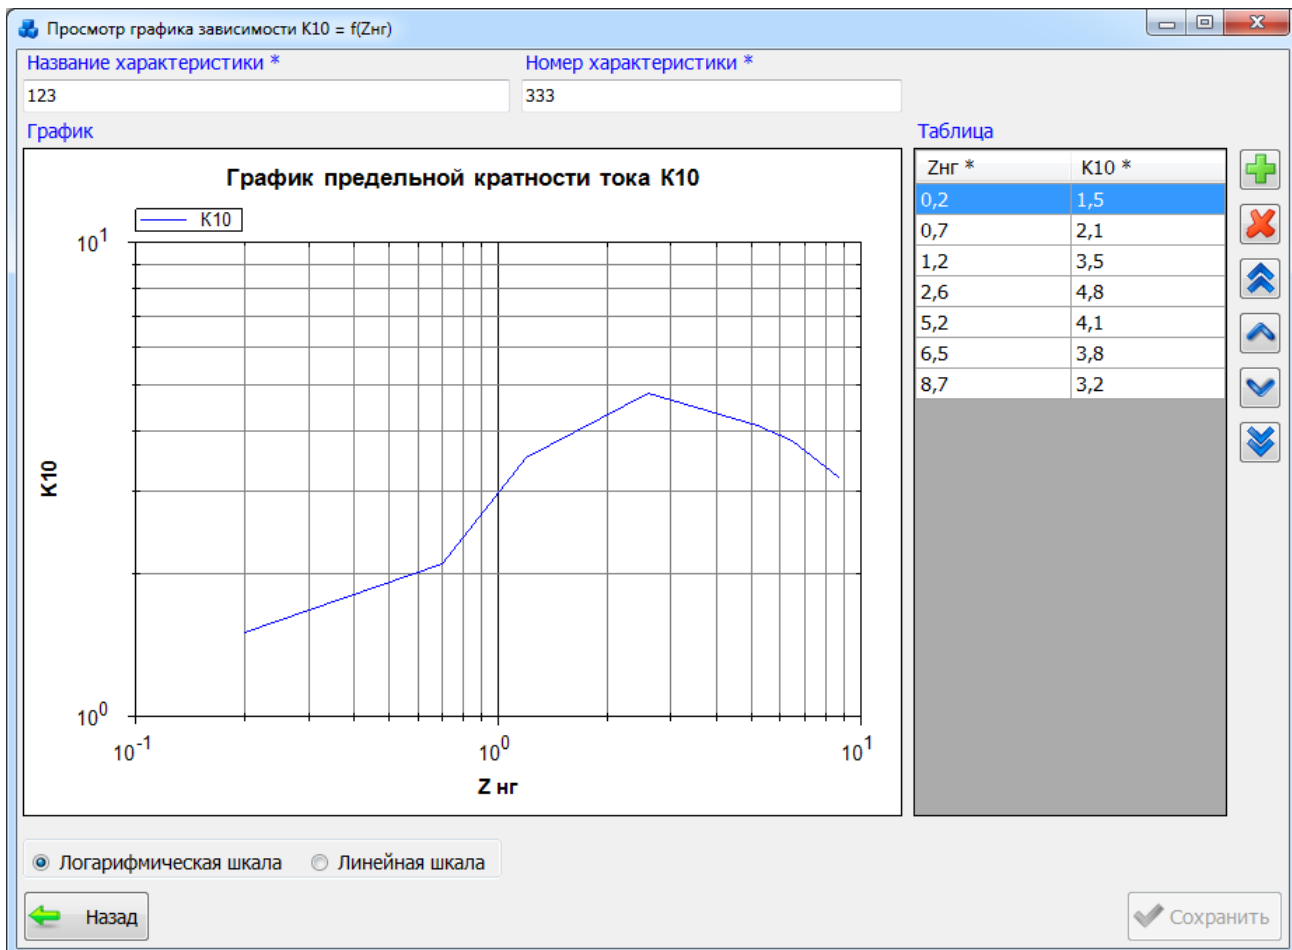 Просмотр графика зависимости К10 = f(Zнг)
Название характеристики *
Номер характеристики *
123
333
График
Таблица
График предельной кратности тока К10
К10
10^1
10^0
К10
10^-1
10^0
10^1
Z нг
Zнг * К10 *
0,2 1,5
0,7 2,1
1,2 3,5
2,6 4,8
5,2 4,1
6,5 3,8
8,7 3,2
Логарифмическая шкала
Линейная шкала
Назад
Сохранить